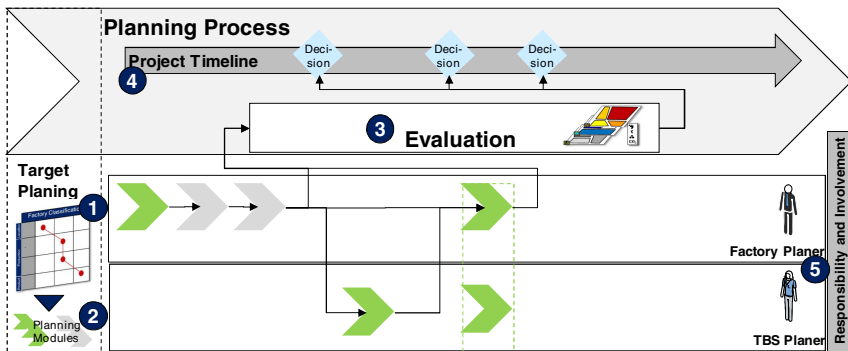 Planning Process
Project Timeline
Deci-
sion
Deci-
sion
Deci-
sion
4
3
Evaluation
Target
Planing
1
Factory Classification
2
Planning
Modules
Factory Planer
5
TBS Planer
Responsibility and Involvement